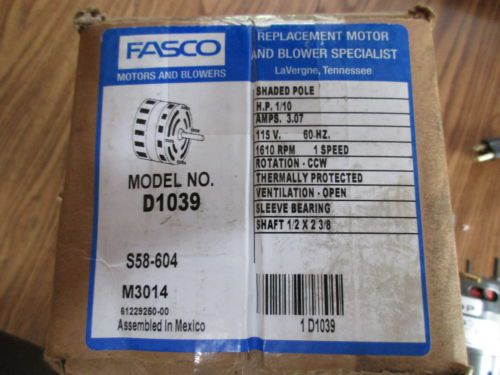 FASCO
MOTORS AND BLOWERS
REPLACEMENT MOTOR
AND BLOWER SPECIALIST
LaVergne, Tennessee
MODEL NO.
D1039
S58-604
M3014
61229250-00
Assembled In Mexico
SHADED POLE
H.P. 1/10
AMPS. 3.07
115 V. 60-HZ.
1610 RPM 1 SPEED
ROTATION - CCW
THERMALLY PROTECTED
VENTILATION - OPEN
SLEEVE BEARING
SHAFT 1/2 X 2 3/8
1 D1039